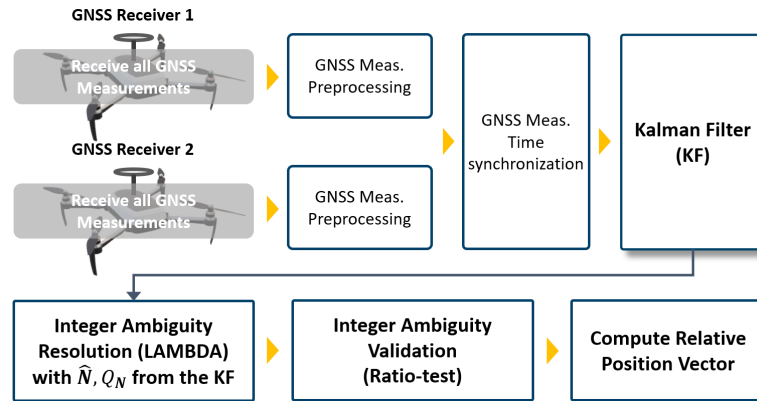 GNSS Receiver 1
Receive all GNSS
Measurements
GNSS Meas.
Preprocessing
GNSS Receiver 2
Receive all GNSS
Measurements
GNSS Meas.
Preprocessing
GNSS Meas.
Time
synchronization
Kalman Filter
(KF)
Integer Ambiguity
Resolution (LAMBDA)
with N̂, Q_N from the KF
Integer Ambiguity
Validation
(Ratio-test)
Compute Relative
Position Vector